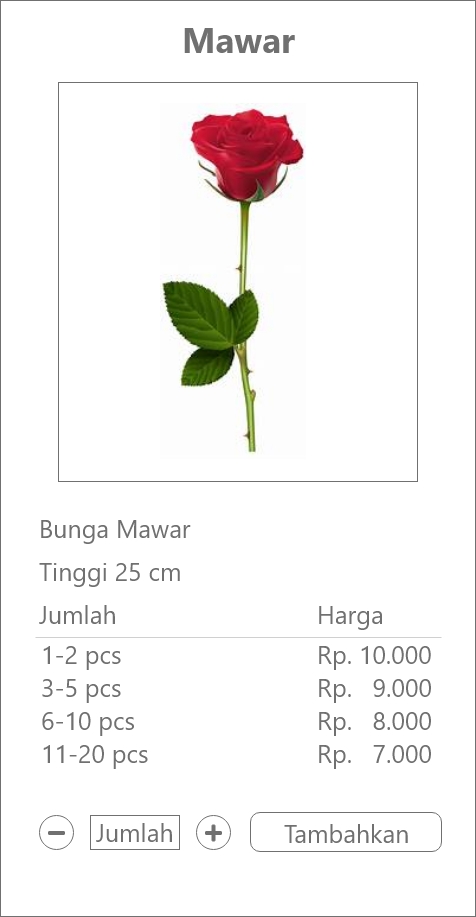 Mawar
Bunga Mawar
Tinggi 25 cm
Jumlah Harga
1-2 pcs Rp. 10.000
3-5 pcs Rp. 9.000
6-10 pcs Rp. 8.000
11-20 pcs Rp. 7.000
Jumlah Tambahkan